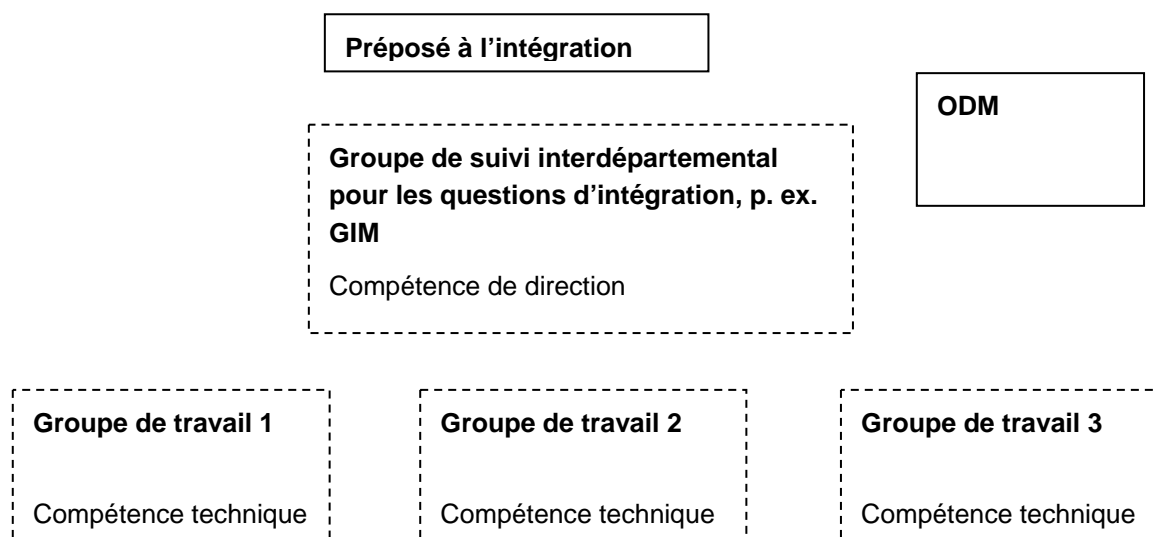 Préposé à l’intégration
ODM
Groupe de suivi interdépartemental
pour les questions d’intégration, p. ex.
GIM
Compétence de direction
Groupe de travail 1
Compétence technique
Groupe de travail 2
Compétence technique
Groupe de travail 3
Compétence technique